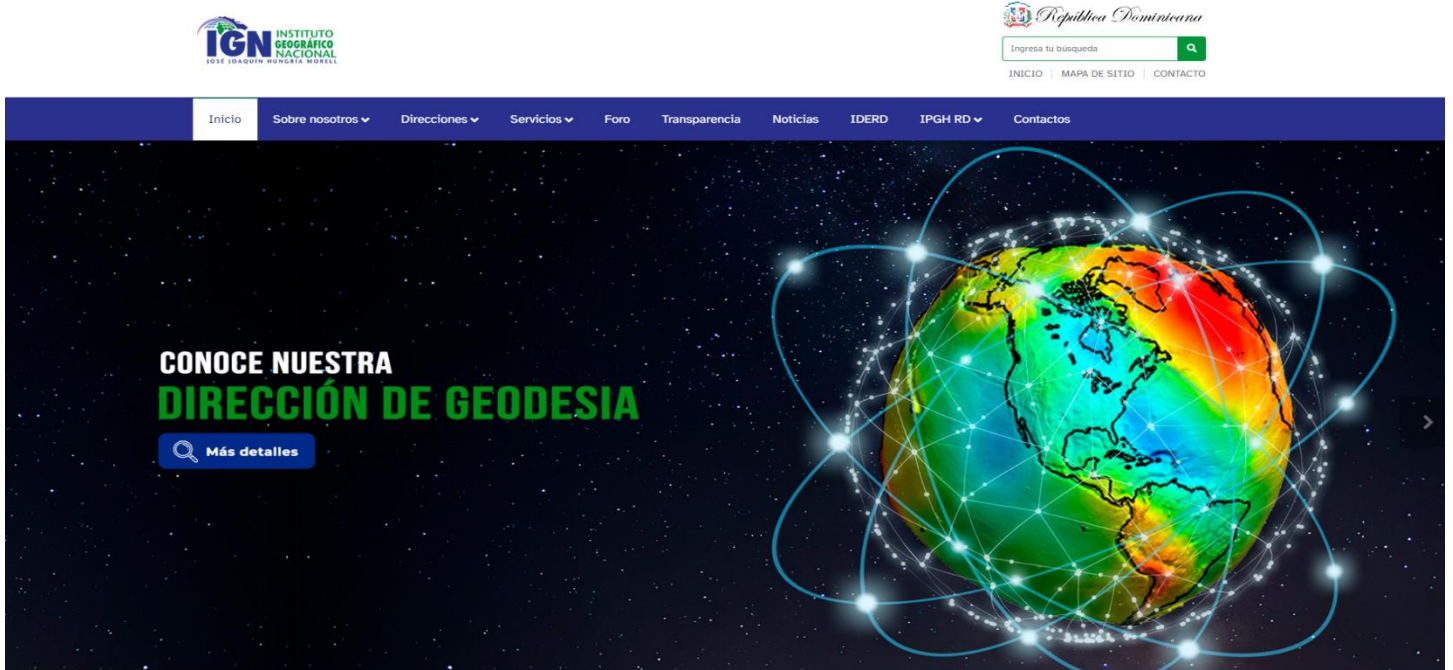 IGN INSTITUTO
GEOGRÁFICO
NACIONAL
JOSÉ JOAQUÍN HUNGRÍA MORELL
República Dominicana
Ingresa tu búsqueda
INICIO | MAPA DE SITIO | CONTACTO
Inicio Sobre nosotros Direcciones Servicios Foro Transparencia Noticias IDERD IPGH RD Contactos
CONOCE NUESTRA
DIRECCIÓN DE GEODESIA
Más detalles